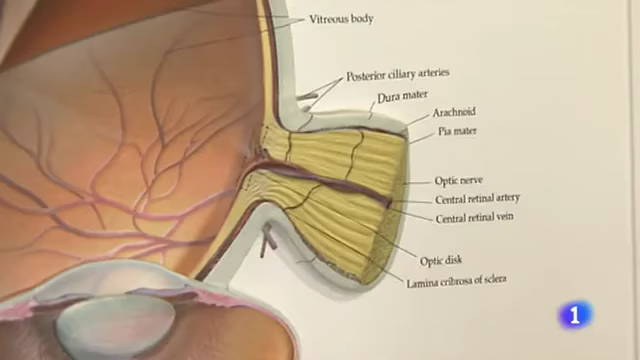 Vitreous body
Posterior ciliary arteries
Dura mater
Arachnoid
Pia mater
Optic nerve
Central retinal artery
Central retinal vein
Optic disk
Lamina cribrosa of sclera
1